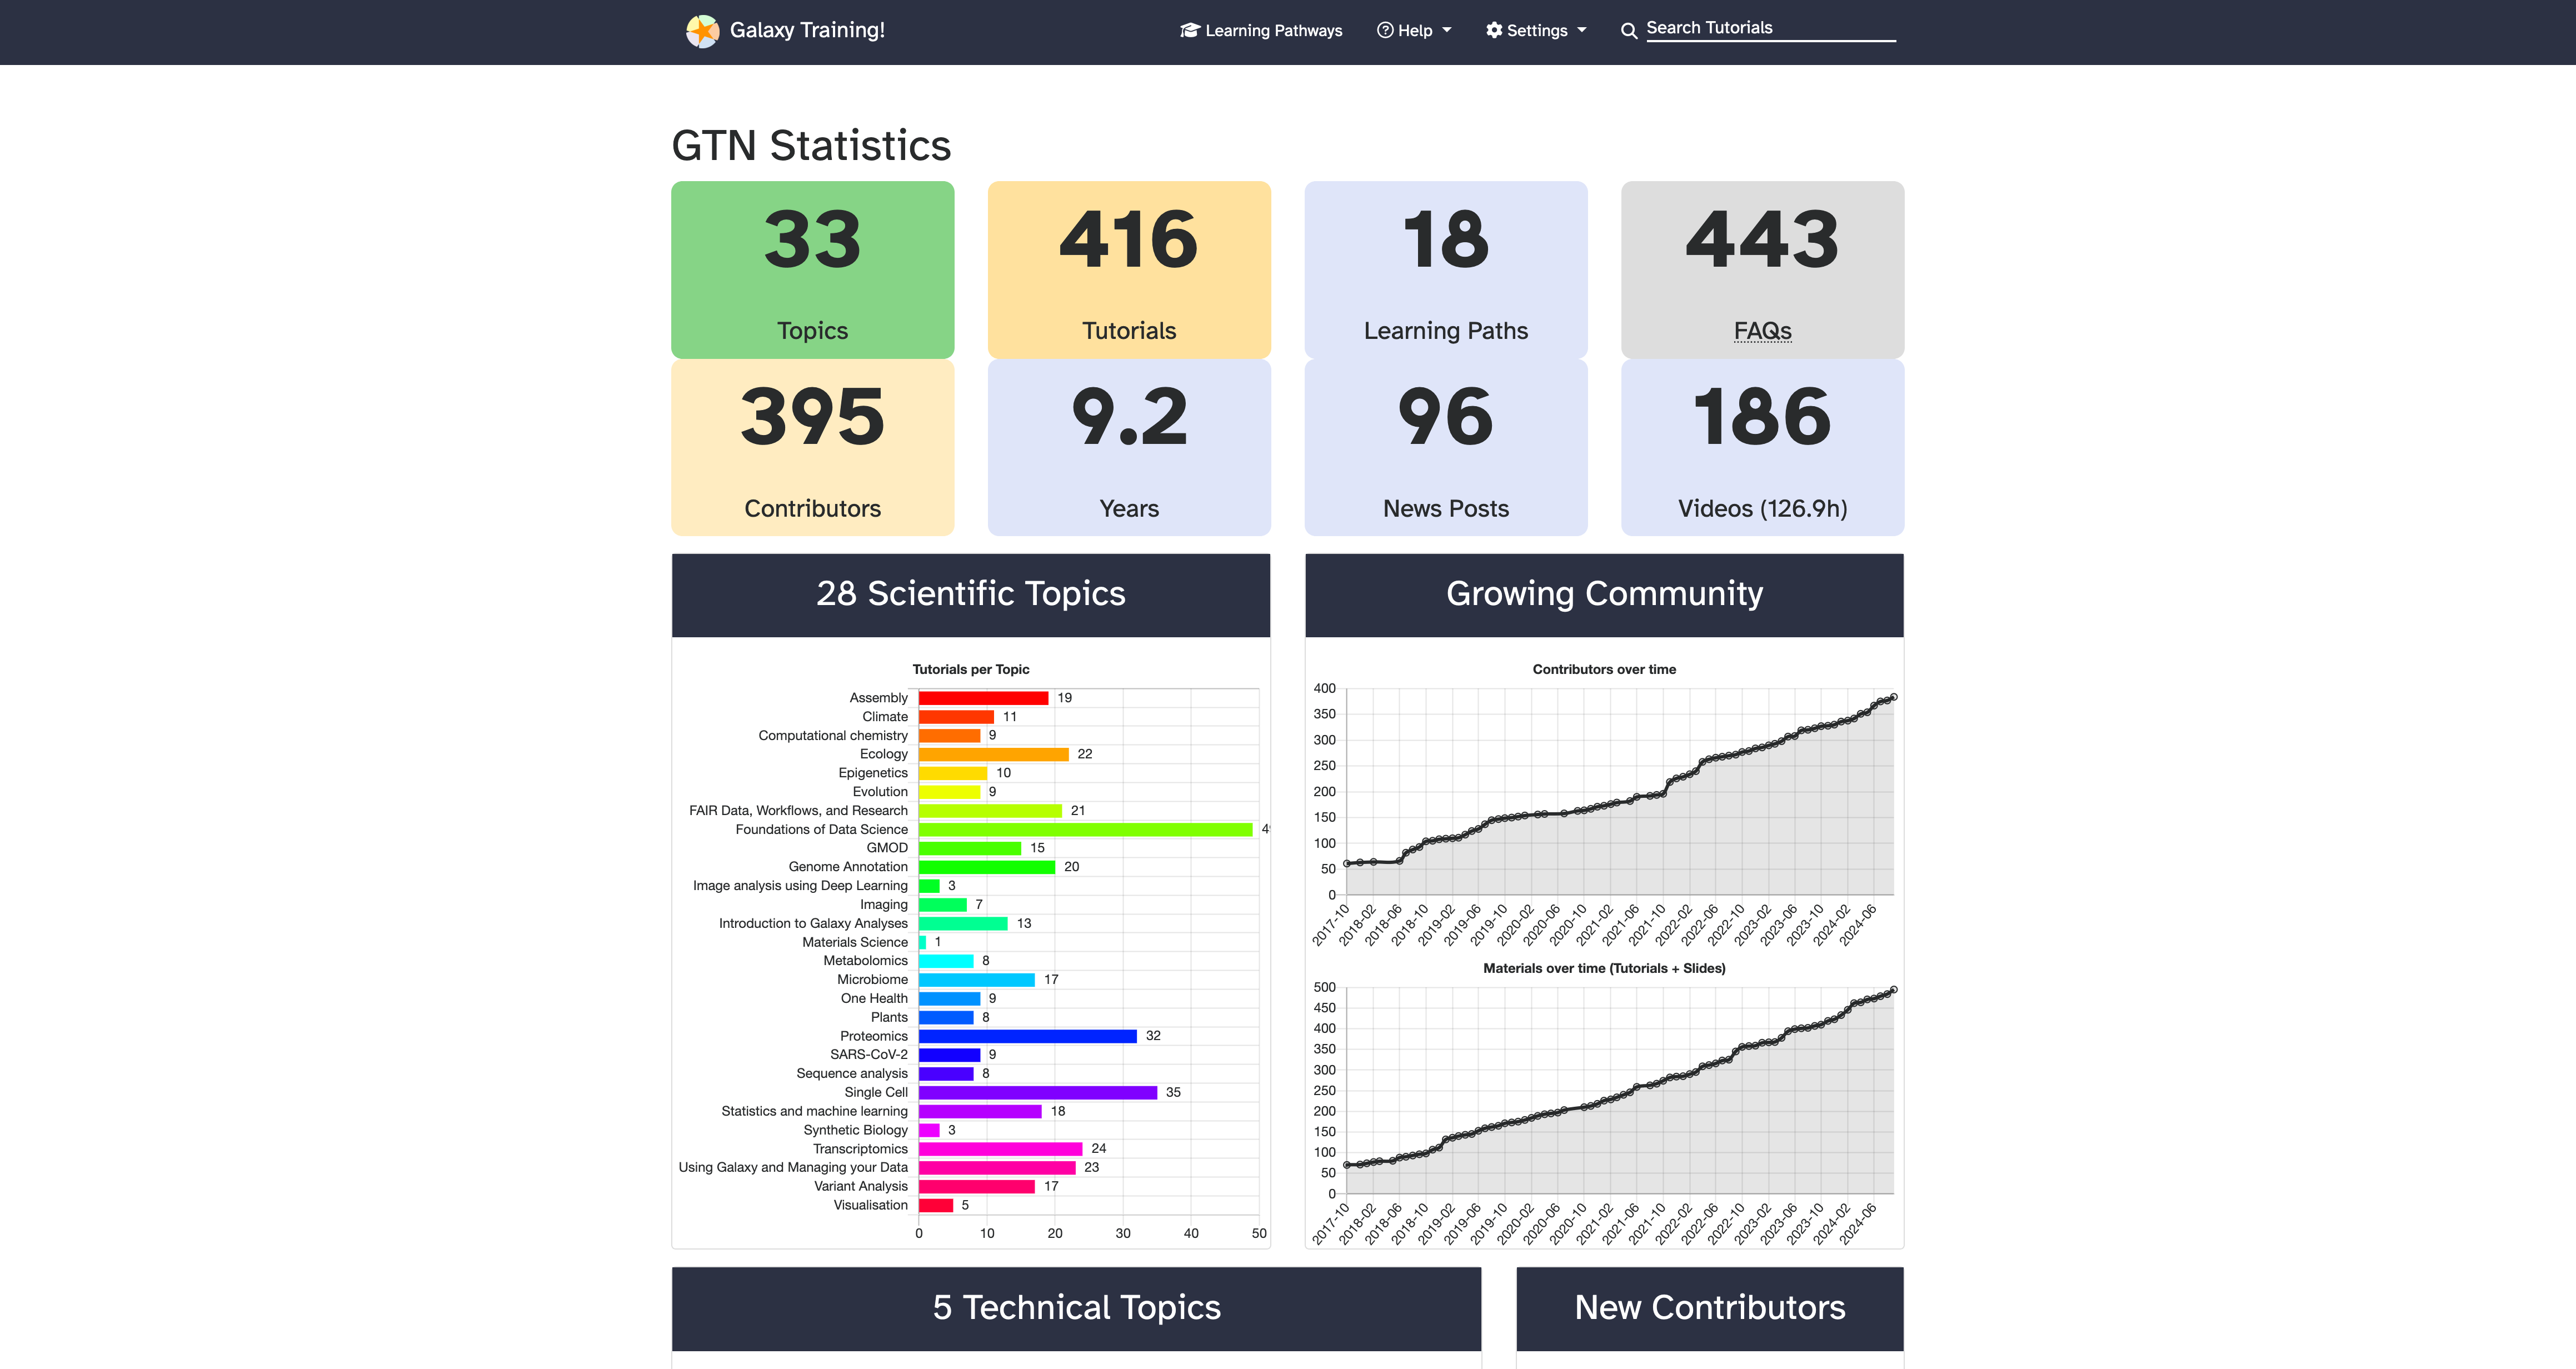 Galaxy Training!
Learning Pathways
Help
Settings
Search Tutorials
GTN Statistics
33
Topics
416
Tutorials
18
Learning Paths
443
FAQs
395
Contributors
9.2
Years
96
News Posts
186
Videos (126.9h)
28 Scientific Topics
Tutorials per Topic
Assembly 19
Climate 11
Computational chemistry 9
Ecology 22
Epigenetics 10
Evolution 9
FAIR Data, Workflows, and Research 21
Foundations of Data Science
GMOD 15
Genome Annotation 20
Image analysis using Deep Learning 3
Imaging 7
Introduction to Galaxy Analyses 13
Materials Science 1
Metabolomics 8
Microbiome 17
One Health 9
Plants 8
Proteomics 32
SARS-CoV-2 9
Sequence analysis 8
Single Cell 35
Statistics and machine learning 18
Synthetic Biology 3
Transcriptomics 24
Using Galaxy and Managing your Data 23
Variant Analysis 17
Visualisation 5
0 10 20 30 40 50
Growing Community
Contributors over time
400
350
300
250
200
150
100
50
0
2017-10 2018-02 2018-06 2018-10 2019-02 2019-06 2019-10 2020-02 2020-06 2020-10 2021-02 2021-06 2021-10 2022-02 2022-06 2022-10 2023-02 2023-06 2023-10 2024-02 2024-06
Materials over time (Tutorials + Slides)
500
450
400
350
300
250
200
150
100
50
0
2017-10 2018-02 2018-06 2018-10 2019-02 2019-06 2019-10 2020-02 2020-06 2020-10 2021-02 2021-06 2021-10 2022-02 2022-06 2022-10 2023-02 2023-06 2023-10 2024-02 2024-06
5 Technical Topics
New Contributors